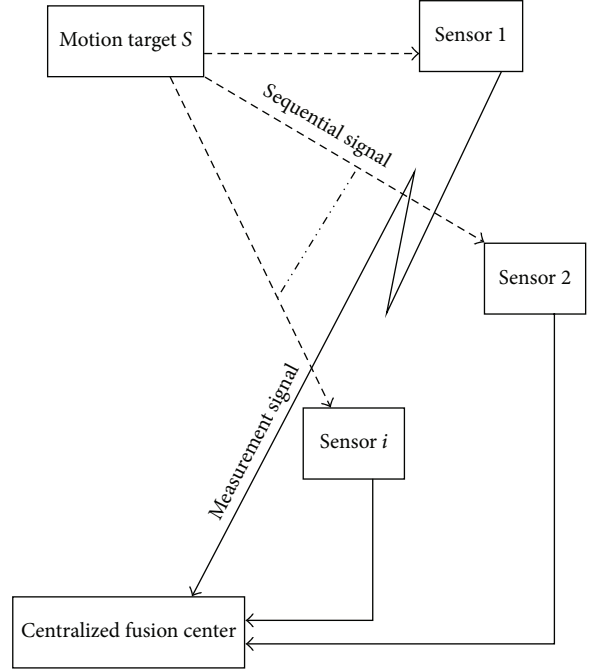 Motion target S
Sensor 1
Sequential signal
Sensor 2
Measurement signal
Sensor i
Centralized fusion center